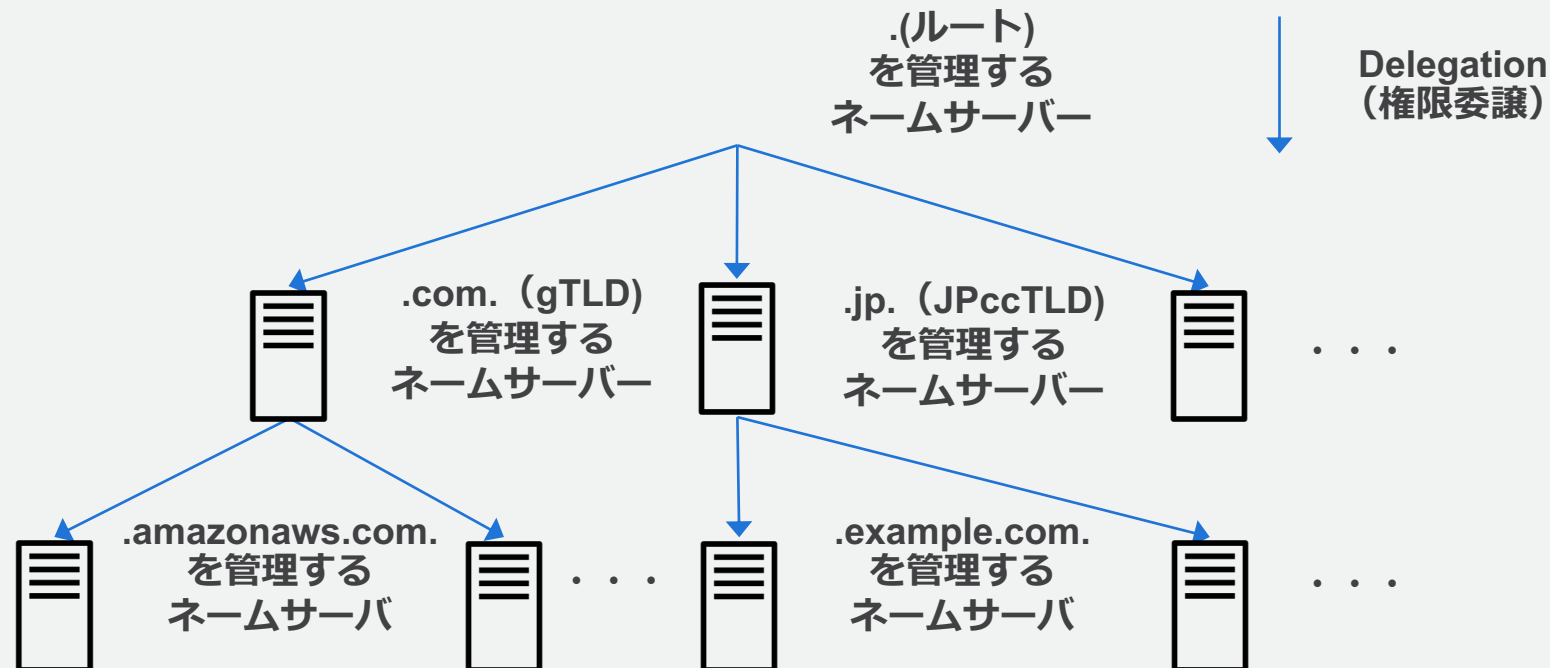 .(ルート)
を管理する
ネームサーバー
Delegation
（権限委譲）
.com.（gTLD)
を管理する
ネームサーバー
.jp.（JPccTLD)
を管理する
ネームサーバー
．．．
.amazonaws.com.
を管理する
ネームサーバ
．．．
.example.com.
を管理する
ネームサーバ
．．．